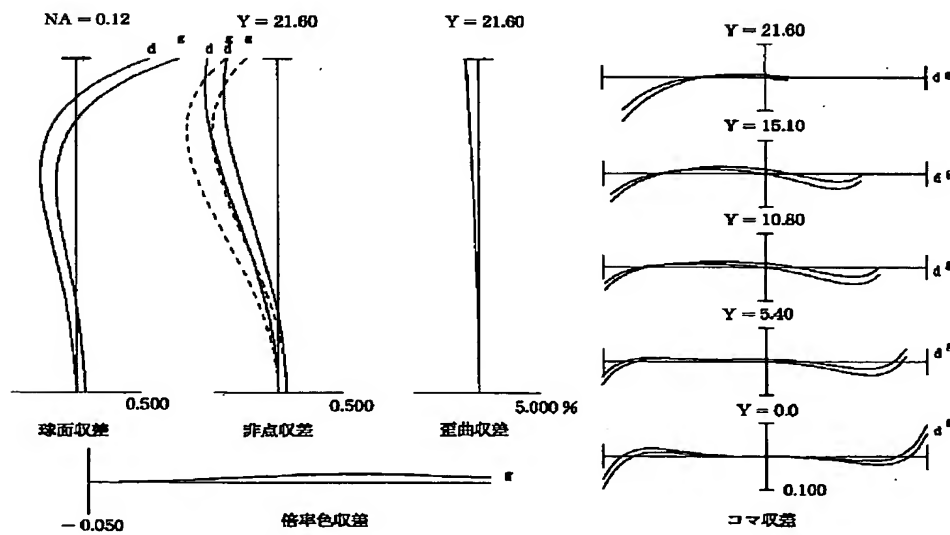 NA = 0.12
Y = 21.60
Y = 21.60
d g
d g d g
0.500
0.500
5.000 %
球面収差
非点収差
歪曲収差
g
− 0.050
倍率色収差
Y = 21.60
d g
Y = 15.10
d g
Y = 10.80
d g
Y = 5.40
d g
Y = 0.0
d g
0.100
コマ収差